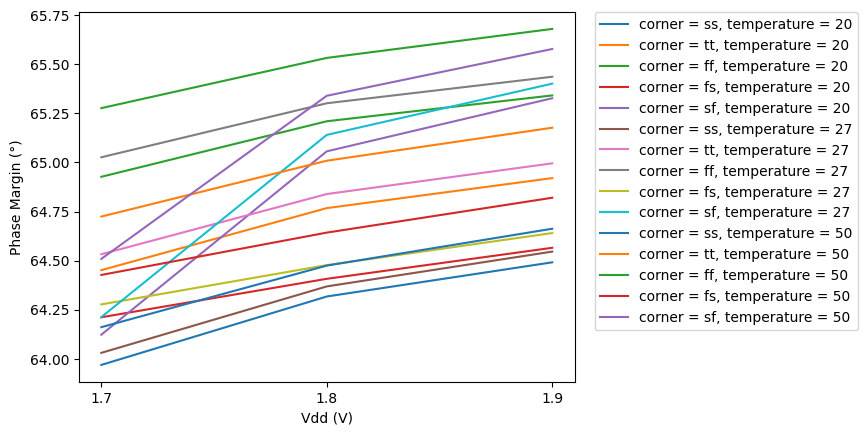 65.75
65.50
65.25
65.00
64.75
64.50
64.25
64.00
Phase Margin (°)
1.7
1.8
1.9
Vdd (V)
corner = ss, temperature = 20
corner = tt, temperature = 20
corner = ff, temperature = 20
corner = fs, temperature = 20
corner = sf, temperature = 20
corner = ss, temperature = 27
corner = tt, temperature = 27
corner = ff, temperature = 27
corner = fs, temperature = 27
corner = sf, temperature = 27
corner = ss, temperature = 50
corner = tt, temperature = 50
corner = ff, temperature = 50
corner = fs, temperature = 50
corner = sf, temperature = 50